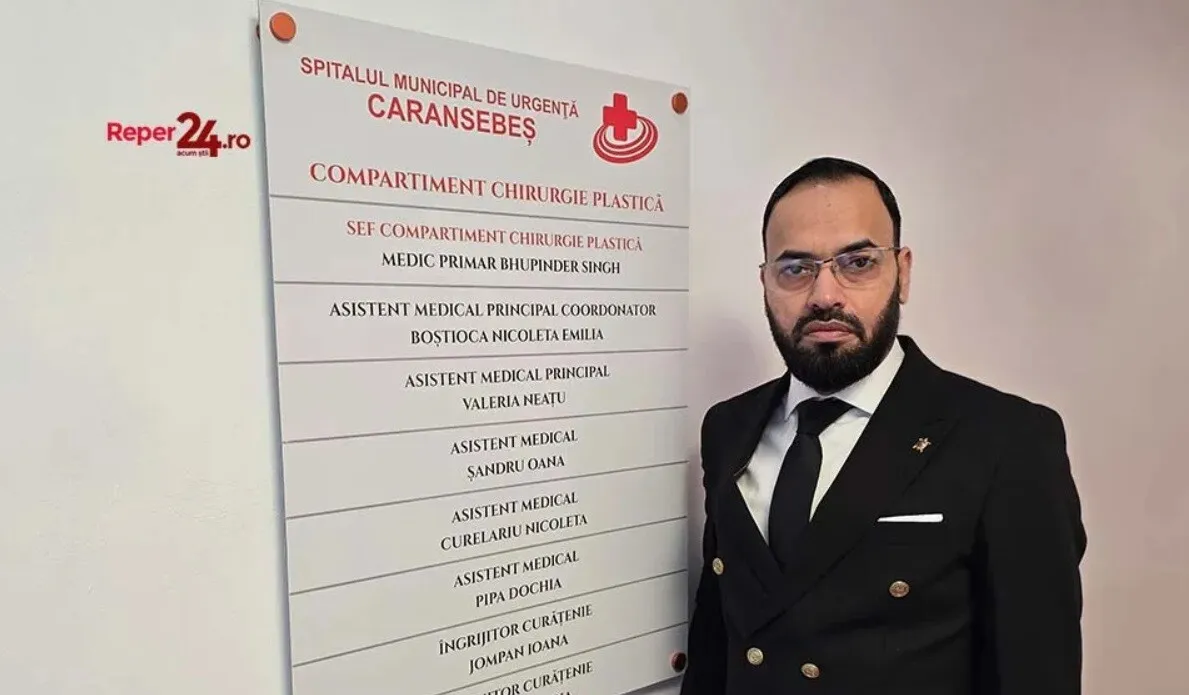 Reper24.ro
acum știi
SPITALUL MUNICIPAL DE URGENŢĂ
CARANSEBEȘ
COMPARTIMENT CHIRURGIE PLASTICĂ
SEF COMPARTIMENT CHIRURGIE PLASTICĂ
MEDIC PRIMAR BHUPINDER SINGH
ASISTENT MEDICAL PRINCIPAL COORDONATOR
BOȘTIOCA NICOLETA EMILIA
ASISTENT MEDICAL PRINCIPAL
VALERIA NEAȚU
ASISTENT MEDICAL
ȘANDRU OANA
ASISTENT MEDICAL
CURELARIU NICOLETA
ASISTENT MEDICAL
PIPA DOCHIA
ÎNGRIJITOR CURĂȚENIE
JOMPAN IOANA
CURĂȚENIE